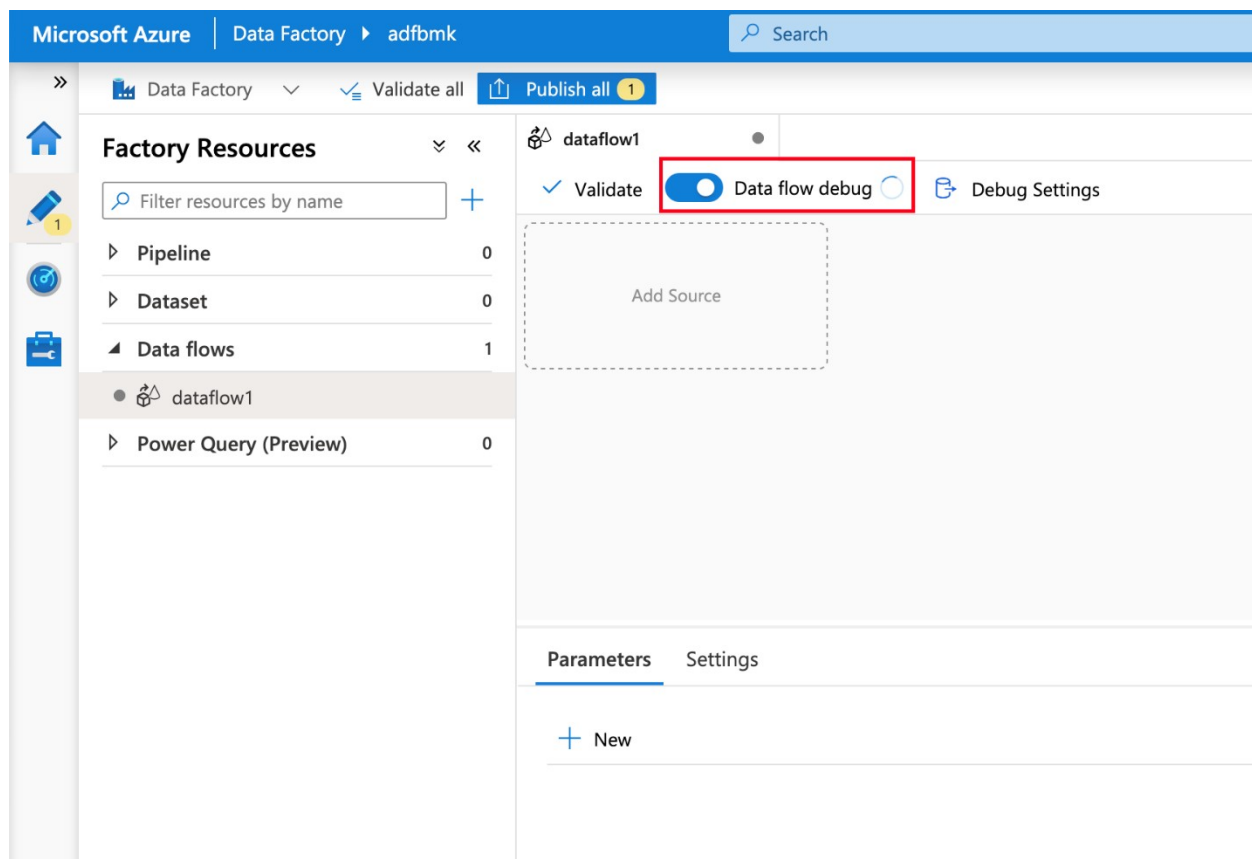 Microsoft Azure Data Factory adfbmk Search
Data Factory Validate all Publish all 1
Factory Resources
Filter resources by name
1
Pipeline 0
Dataset 0
Data flows 1
dataflow1
Power Query (Preview) 0
dataflow1
Validate Data flow debug Debug Settings
Add Source
Parameters Settings
New